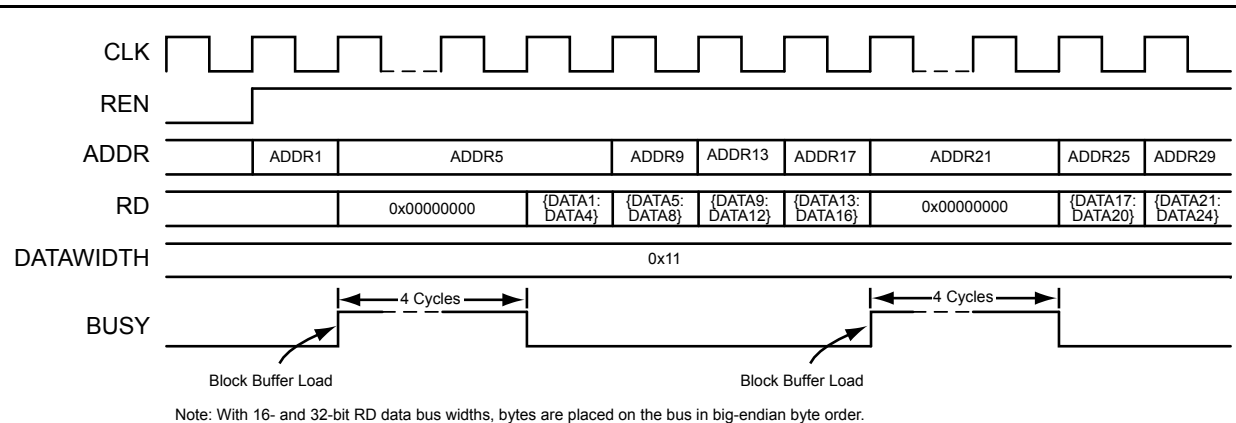 CLK
REN
ADDR
ADDR1
ADDR5
ADDR9
ADDR13
ADDR17
ADDR21
ADDR25
ADDR29
RD
0x00000000
{DATA1:
DATA4}
{DATA5:
DATA8}
{DATA9:
DATA12}
{DATA13:
DATA16}
0x00000000
{DATA17:
DATA20}
{DATA21:
DATA24}
DATAWIDTH
0x11
4 Cycles
4 Cycles
BUSY
Block Buffer Load
Block Buffer Load
Note: With 16- and 32-bit RD data bus widths, bytes are placed on the bus in big-endian byte order.